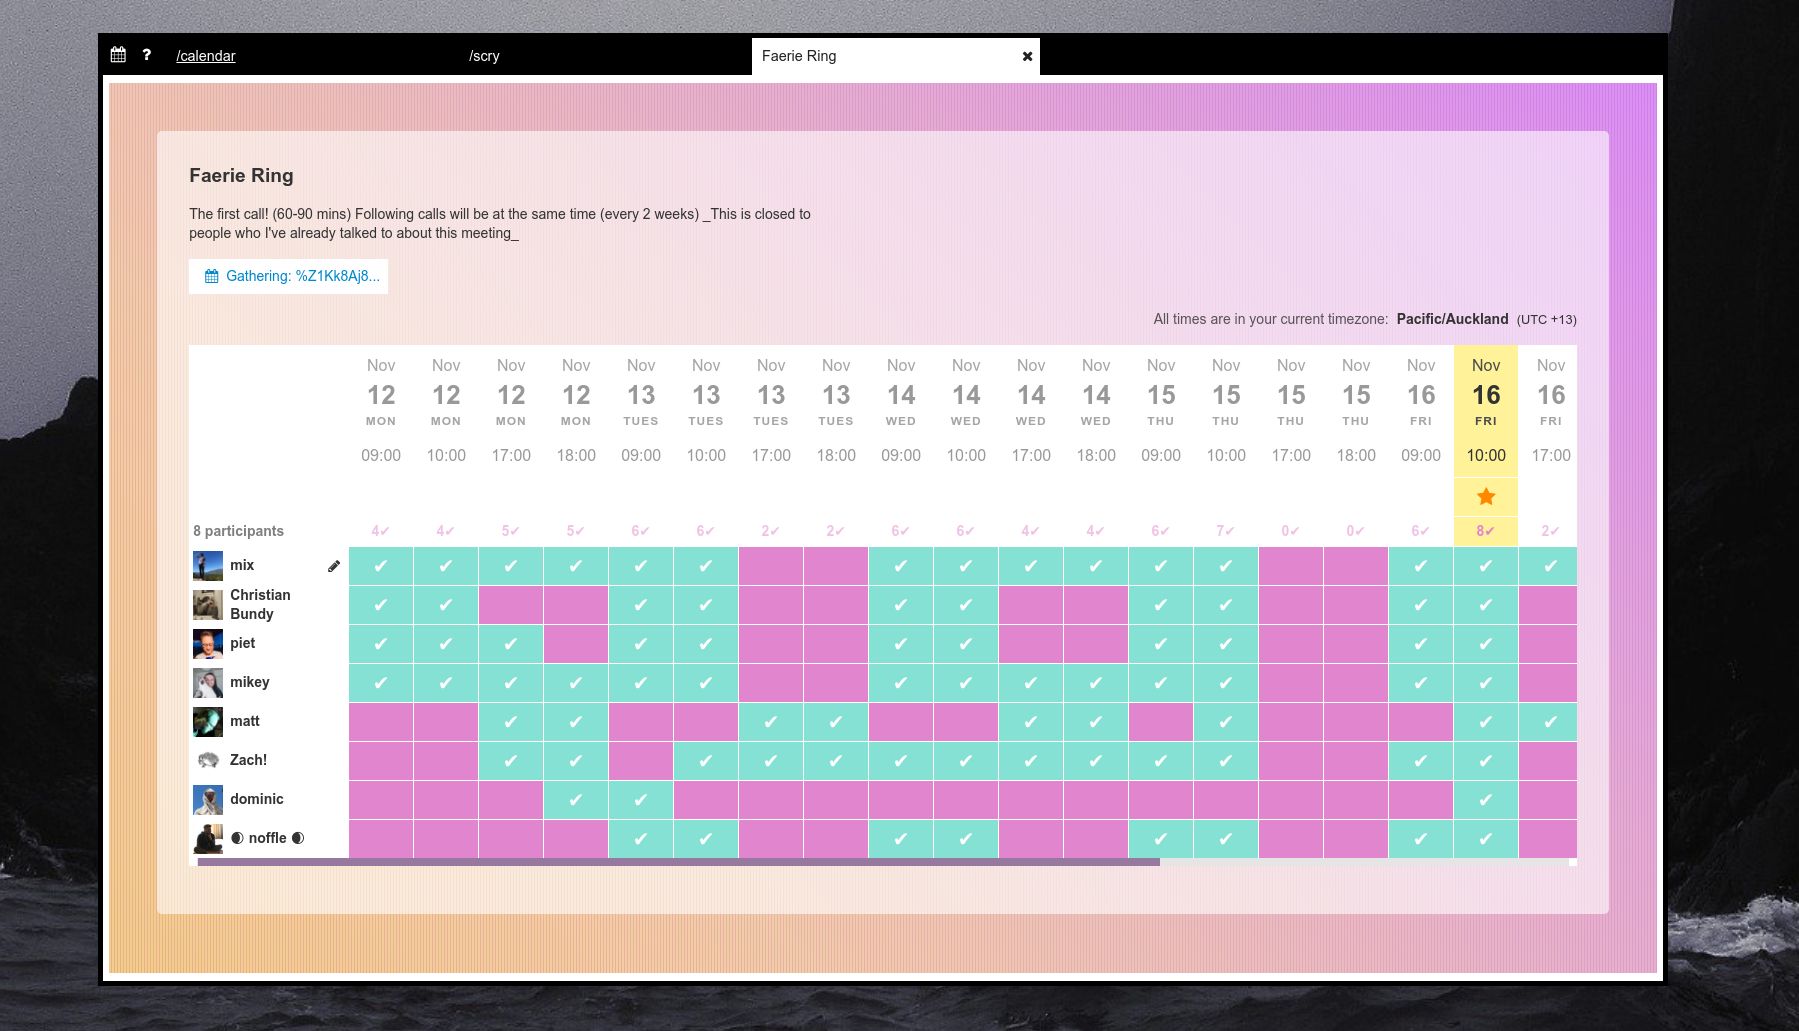 ? /calendar /scry Faerie Ring ✖
Faerie Ring
The first call! (60-90 mins) Following calls will be at the same time (every 2 weeks) _This is closed to
people who I've already talked to about this meeting_
Gathering: %Z1Kk8Aj8...
All times are in your current timezone: Pacific/Auckland (UTC +13)
Nov Nov Nov Nov Nov Nov Nov Nov Nov Nov Nov Nov Nov Nov Nov Nov Nov Nov Nov
12 12 12 12 13 13 13 13 14 14 14 14 15 15 15 15 16 16 16
MON MON MON MON TUES TUES TUES TUES WED WED WED WED THU THU THU THU FRI FRI FRI
09:00 10:00 17:00 18:00 09:00 10:00 17:00 18:00 09:00 10:00 17:00 18:00 09:00 10:00 17:00 18:00 09:00 10:00 17:00
8 participants 4✔ 4✔ 5✔ 5✔ 6✔ 6✔ 2✔ 2✔ 6✔ 6✔ 4✔ 4✔ 6✔ 7✔ 0✔ 0✔ 6✔ 8✔ 2✔
mix
Christian
Bundy
piet
mikey
matt
Zach!
dominic
noffle